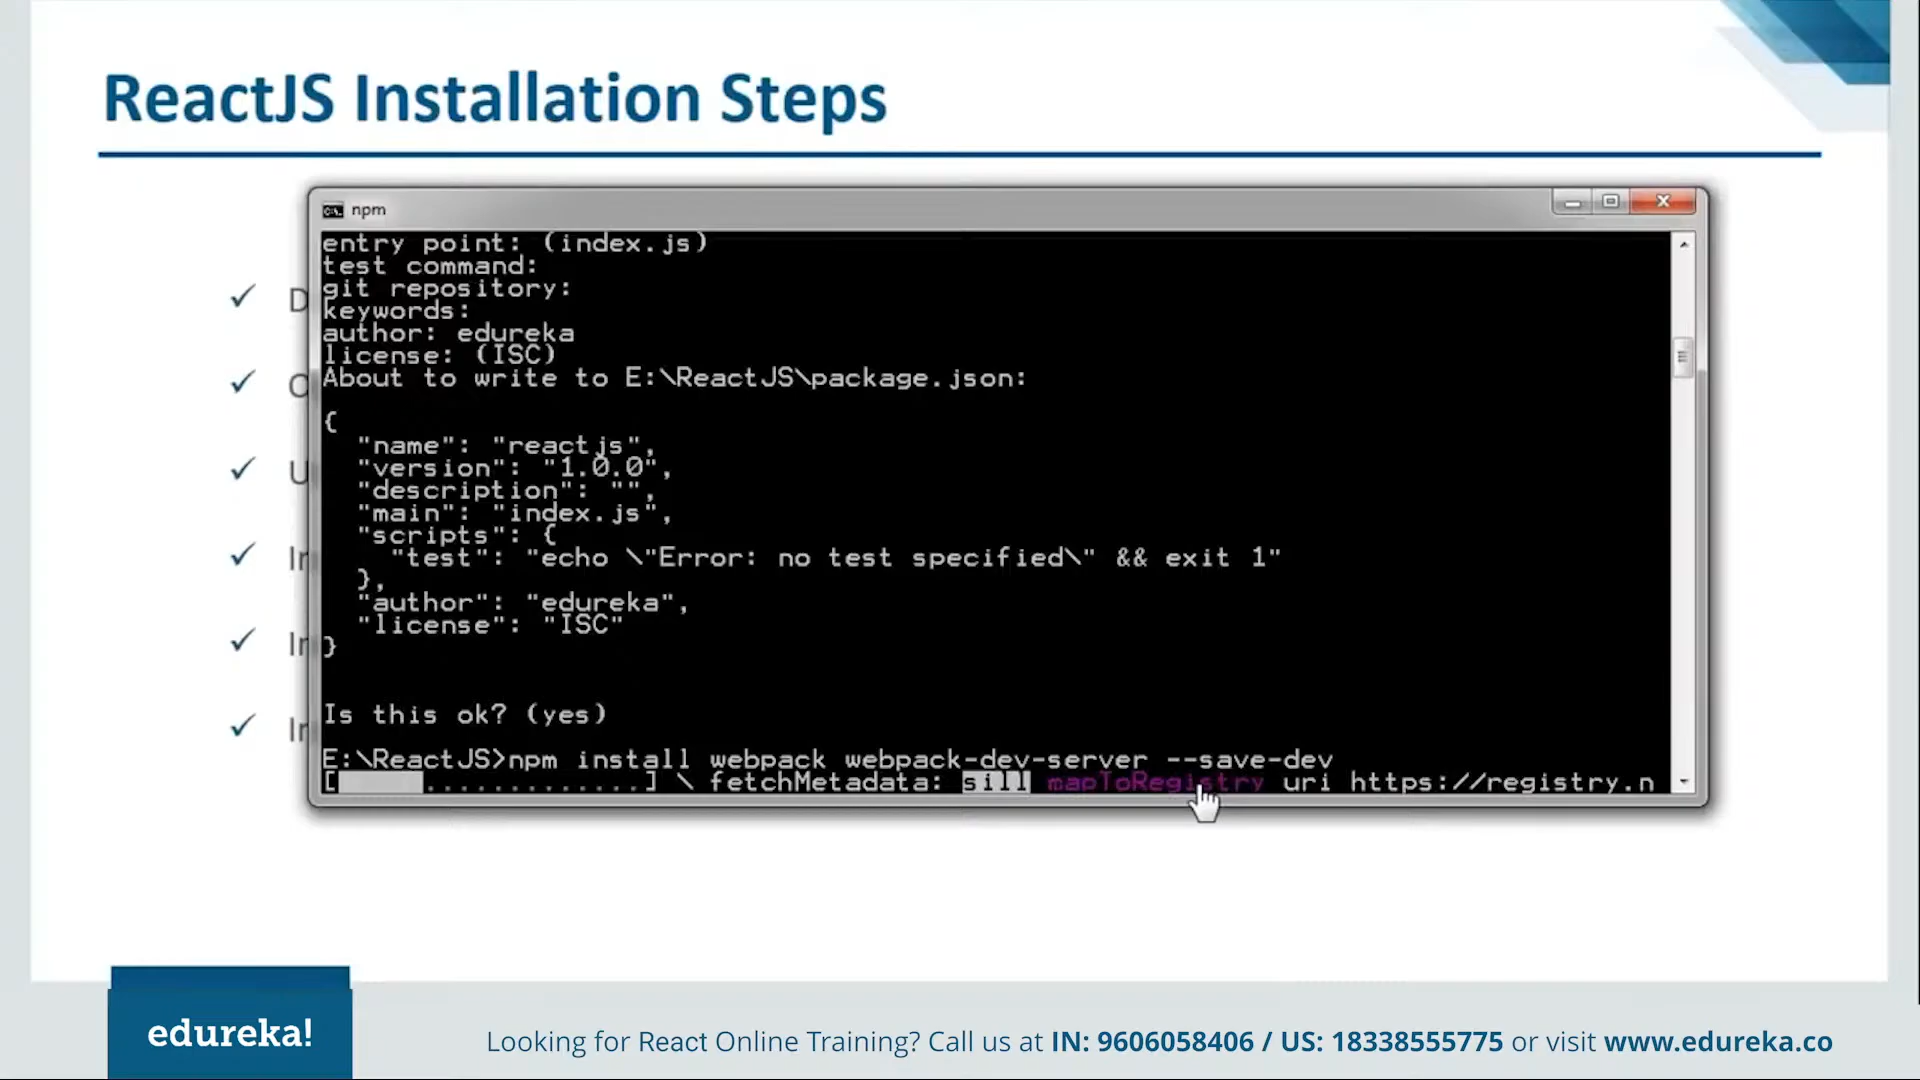 ReactJS Installation Steps
npm
entry point: (index.js)
test command:
git repository:
keywords:
author: edureka
license: (ISC)
About to write to E:\ReactJS\package.json:
{
"name": "reactjs",
"version": "1.0.0",
"description": "",
"main": "index.js",
"scripts": {
"test": "echo \"Error: no test specified\" && exit 1"
},
"author": "edureka",
"license": "ISC"
}
Is this ok? (yes)
E:\ReactJS>npm install webpack webpack-dev-server --save-dev
[ .............] \ fetchMetadata: sill mapToRegistry uri https://registry.n
edureka!
Looking for React Online Training? Call us at IN: 9606058406 / US: 18338555775 or visit www.edureka.co